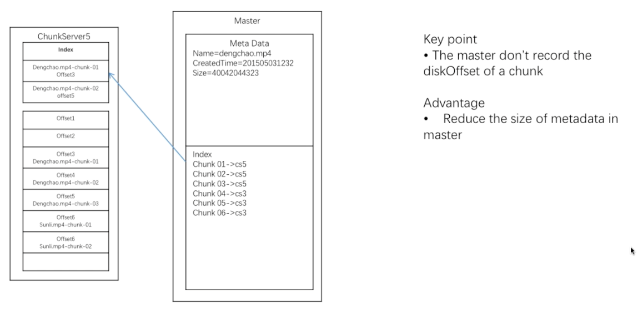 ChunkServer5
Index
Dengchao.mp4-chunk-01
Offset3
Dengchao.mp4-chunk-02
offset5
Offset1
Offset2
Offset3
Dengchao.mp4-chunk-01
Offset4
Dengchao.mp4-chunk-02
Offset5
Dengchao.mp4-chunk-03
Offset6
Sunli.mp4-chunk-01
Offset6
Sunli.mp4-chunk-02
Master
Meta Data
Name=dengchao.mp4
CreatedTime=201505031232
Size=40042044323
Index
Chunk 01->cs5
Chunk 02->cs5
Chunk 03->cs5
Chunk 04->cs3
Chunk 05->cs3
Chunk 06->cs3
Key point
• The master don't record the
diskOffset of a chunk
Advantage
• Reduce the size of metadata in
master